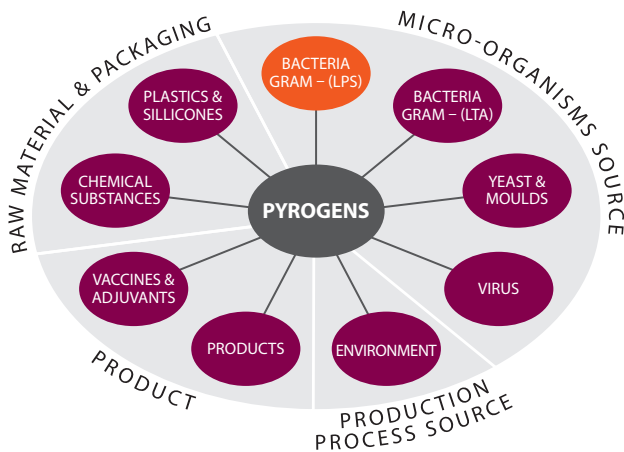 MICRO-ORGANISMS SOURCE
RAW MATERIAL & PACKAGING
BACTERIA
GRAM – (LPS)
PLASTICS &
SILLICONES
BACTERIA
GRAM – (LTA)
CHEMICAL
SUBSTANCES
PYROGENS
YEAST &
MOULDS
VACCINES &
ADJUVANTS
VIRUS
PRODUCTS
ENVIRONMENT
PRODUCT
PRODUCTION
PROCESS SOURCE